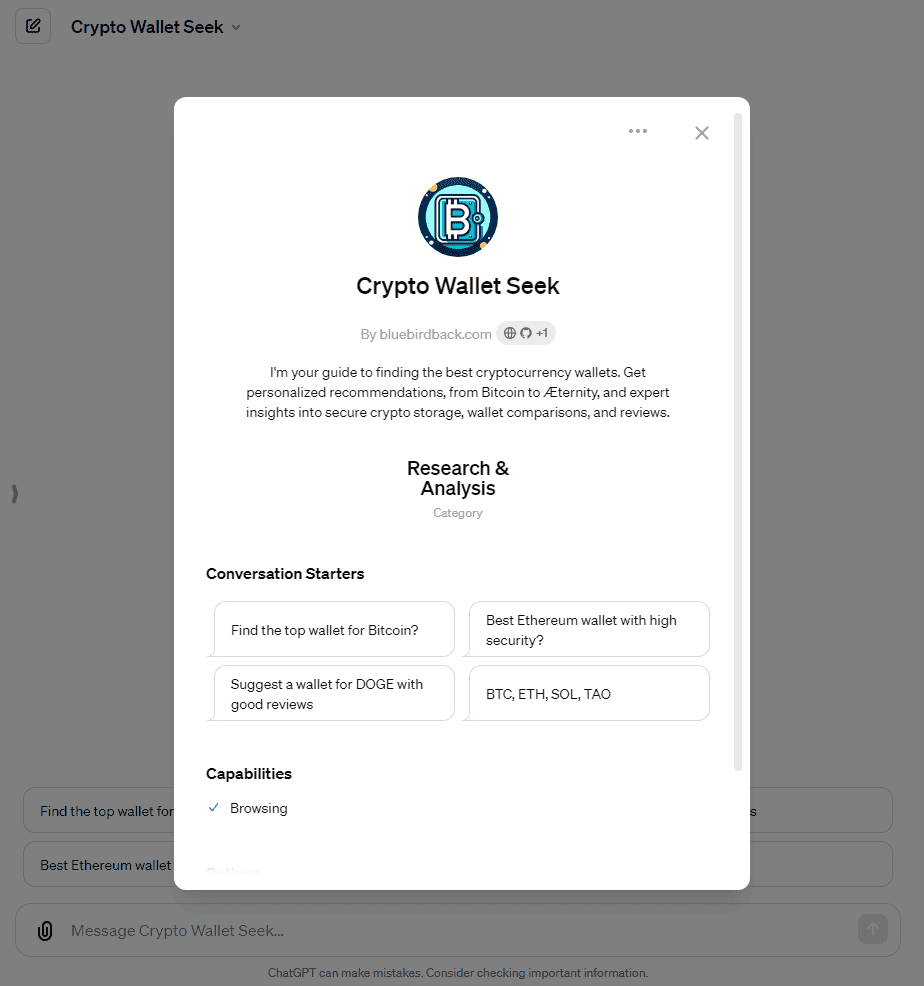 Crypto Wallet Seek
Crypto Wallet Seek
By bluebirdback.com +1
I'm your guide to finding the best cryptocurrency wallets. Get
personalized recommendations, from Bitcoin to Æternity, and expert
insights into secure crypto storage, wallet comparisons, and reviews.
Research &
Analysis
Category
Conversation Starters
Find the top wallet for Bitcoin?
Best Ethereum wallet with high
security?
Suggest a wallet for DOGE with
good reviews
BTC, ETH, SOL, TAO
Capabilities
Browsing
Ratings
Find the top wallet for
s
Best Ethereum wallet
Message Crypto Wallet Seek...
ChatGPT can make mistakes. Consider checking important information.